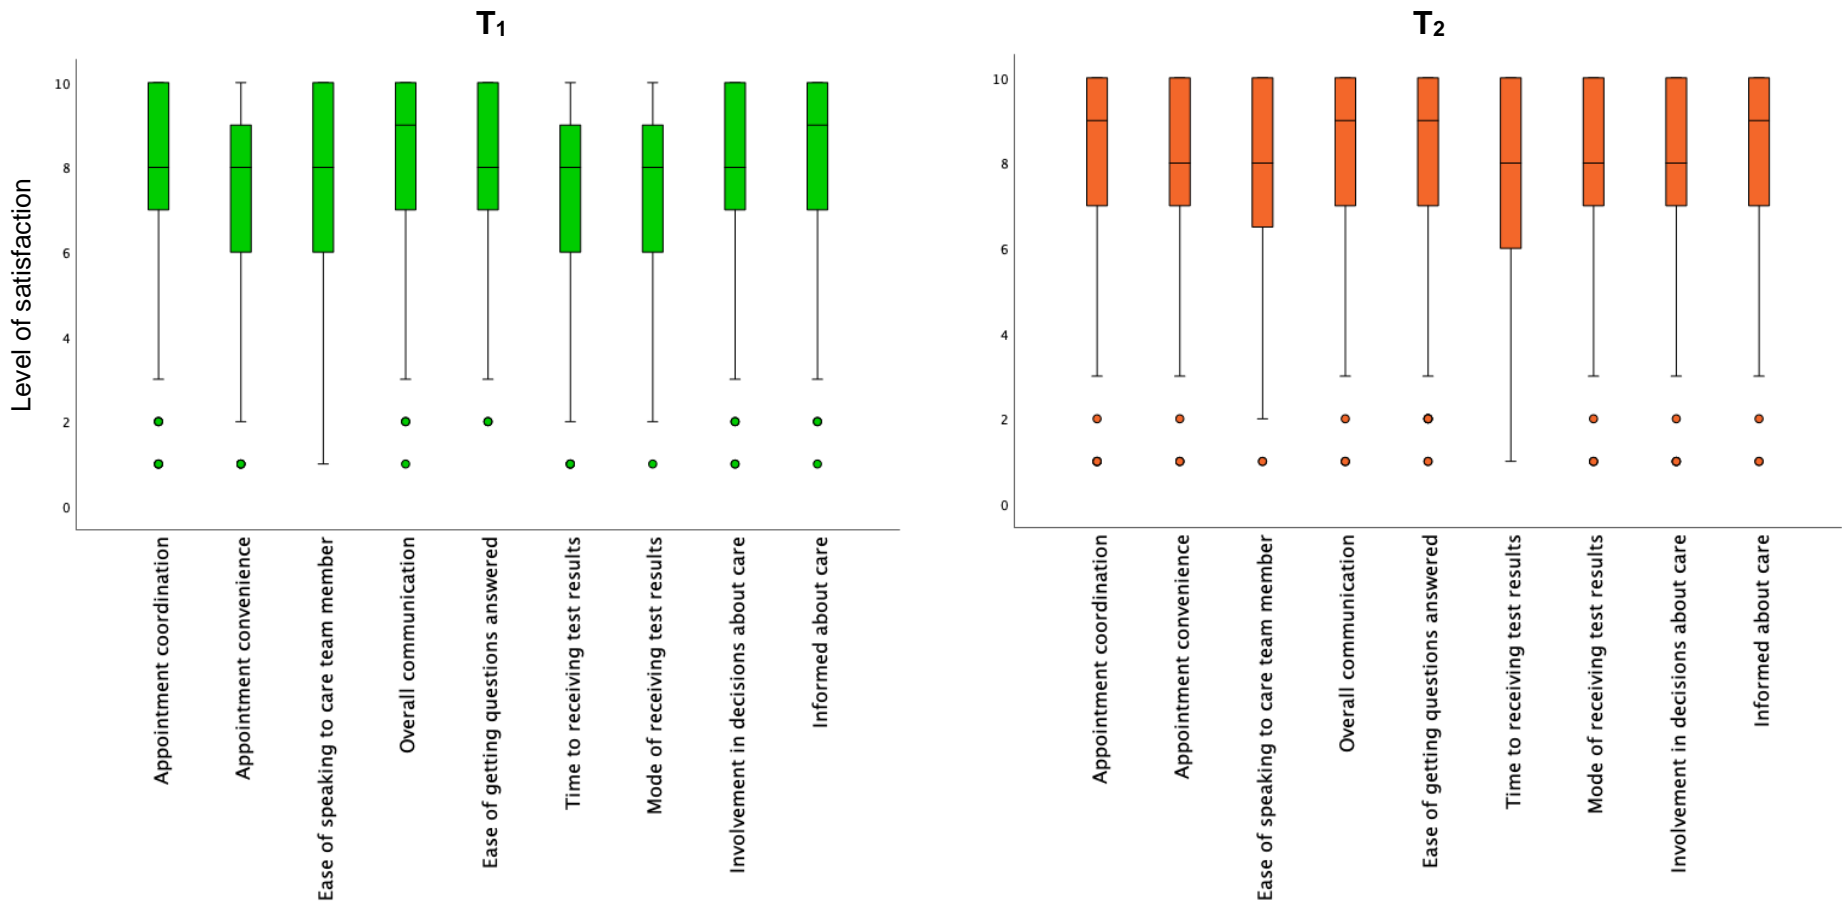 T1
Level of satisfaction
10
8
6
4
2
0
Appointment coordination
Appointment convenience
Ease of speaking to care team member
Overall communication
Ease of getting questions answered
Time to receiving test results
Mode of receiving test results
Involvement in decisions about care
Informed about care
T2
10
8
6
4
2
0
Appointment coordination
Appointment convenience
Ease of speaking to care team member
Overall communication
Ease of getting questions answered
Time to receiving test results
Mode of receiving test results
Involvement in decisions about care
Informed about care